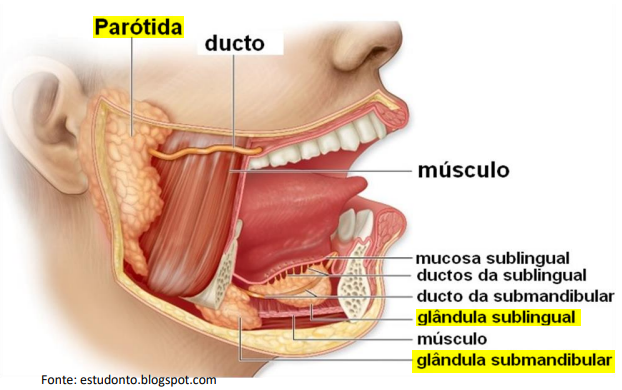 Parótida
ducto
músculo
mucosa sublingual
ductos da sublingual
ducto da submandibular
glândula sublingual
músculo
glândula submandibular
Fonte: estudonto.blogspot.com